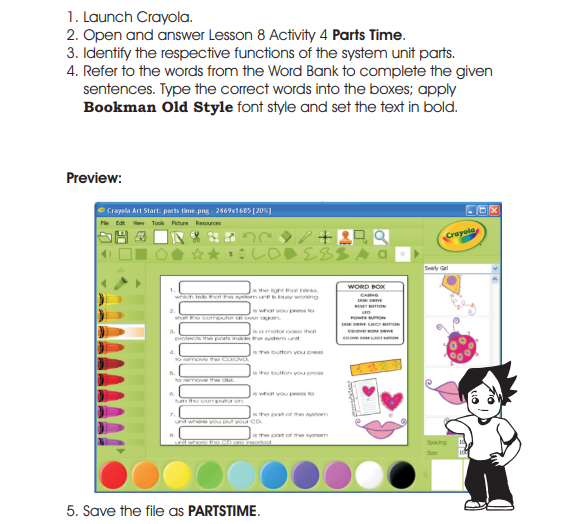 1. Launch Crayola.
2. Open and answer Lesson 8 Activity 4 Parts Time.
3. Identify the respective functions of the system unit parts.
4. Refer to the words from the Word Bank to complete the given
sentences. Type the correct words into the boxes; apply
Bookman Old Style font style and set the text in bold.
Preview:
Crayola Art Start: parts time.png - 2469x1685 [20%]
File Edit View Tools Picture Resources
Crayola
Swirly Girl
WORD BOX
CASING
DISK DRIVE
RESET BUTTON
LED
POWER BUTTON
DISK DRIVE EJECT BUTTON
CD/DVD ROM DRIVE
CD/DVD ROM EJECT BUTTON
1. is the light that blinks,
which tells that the system unit is busy working.
2. is what you press to
start the computer all over again.
3. is a metal case that
protects the parts inside the system unit.
4. is the button you press
to remove the CD/DVD.
5. is the button you press
to remove the disk.
6. is what you press to
turn the computer on.
7. is the part of the system
unit where you put your CD.
8. is the part of the system
unit where the CD are inserted.
Spacing
Size
5. Save the file as PARTSTIME.